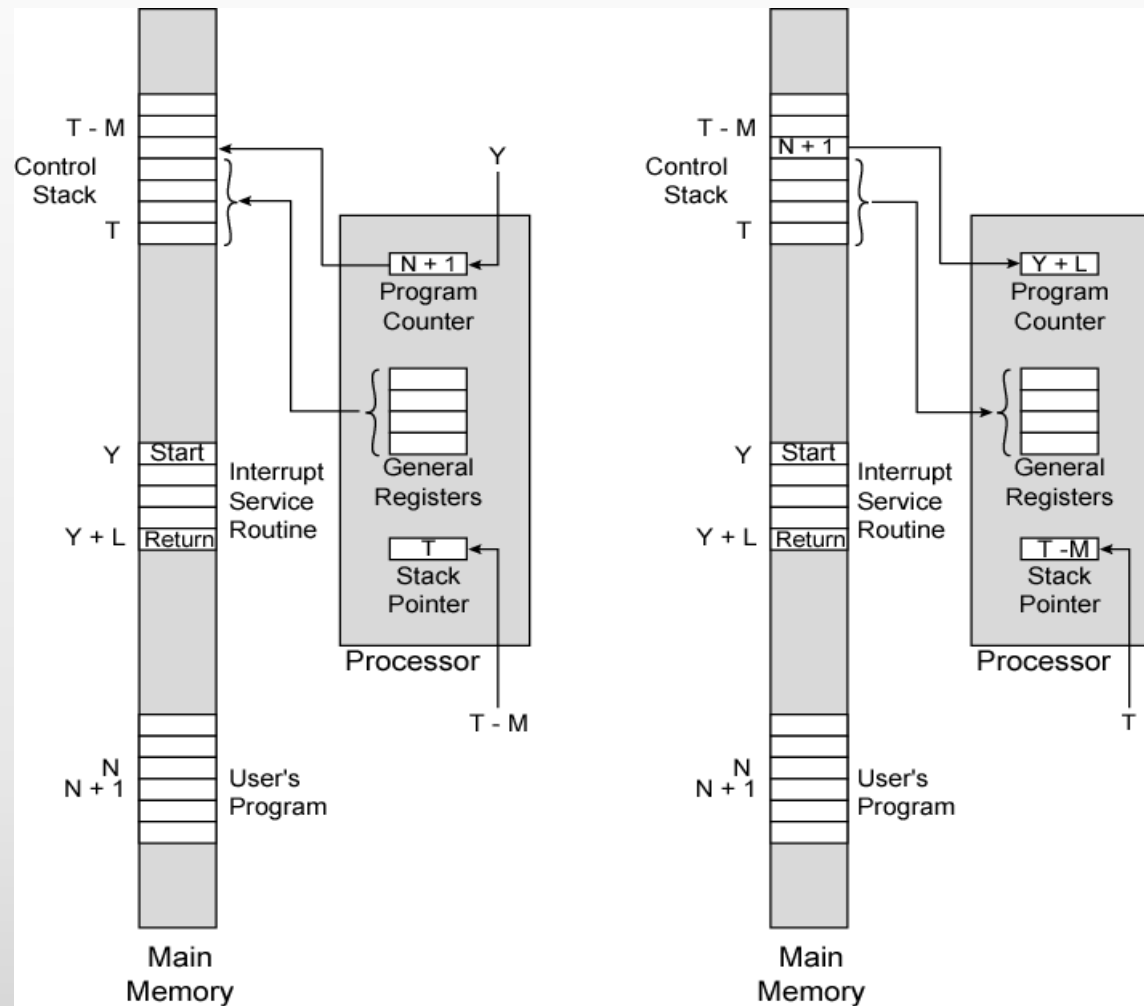 T - M
Control
Stack
T
Y
N + 1
Program
Counter
Y
Start
Interrupt
Service
Routine
Y + L
Return
General
Registers
T
Stack
Pointer
Processor
T - M
N
N + 1
User's
Program
Main
Memory
T - M
N + 1
Control
Stack
T
Y + L
Program
Counter
Y
Start
Interrupt
Service
Routine
Y + L
Return
General
Registers
T -M
Stack
Pointer
Processor
T
N
N + 1
User's
Program
Main
Memory